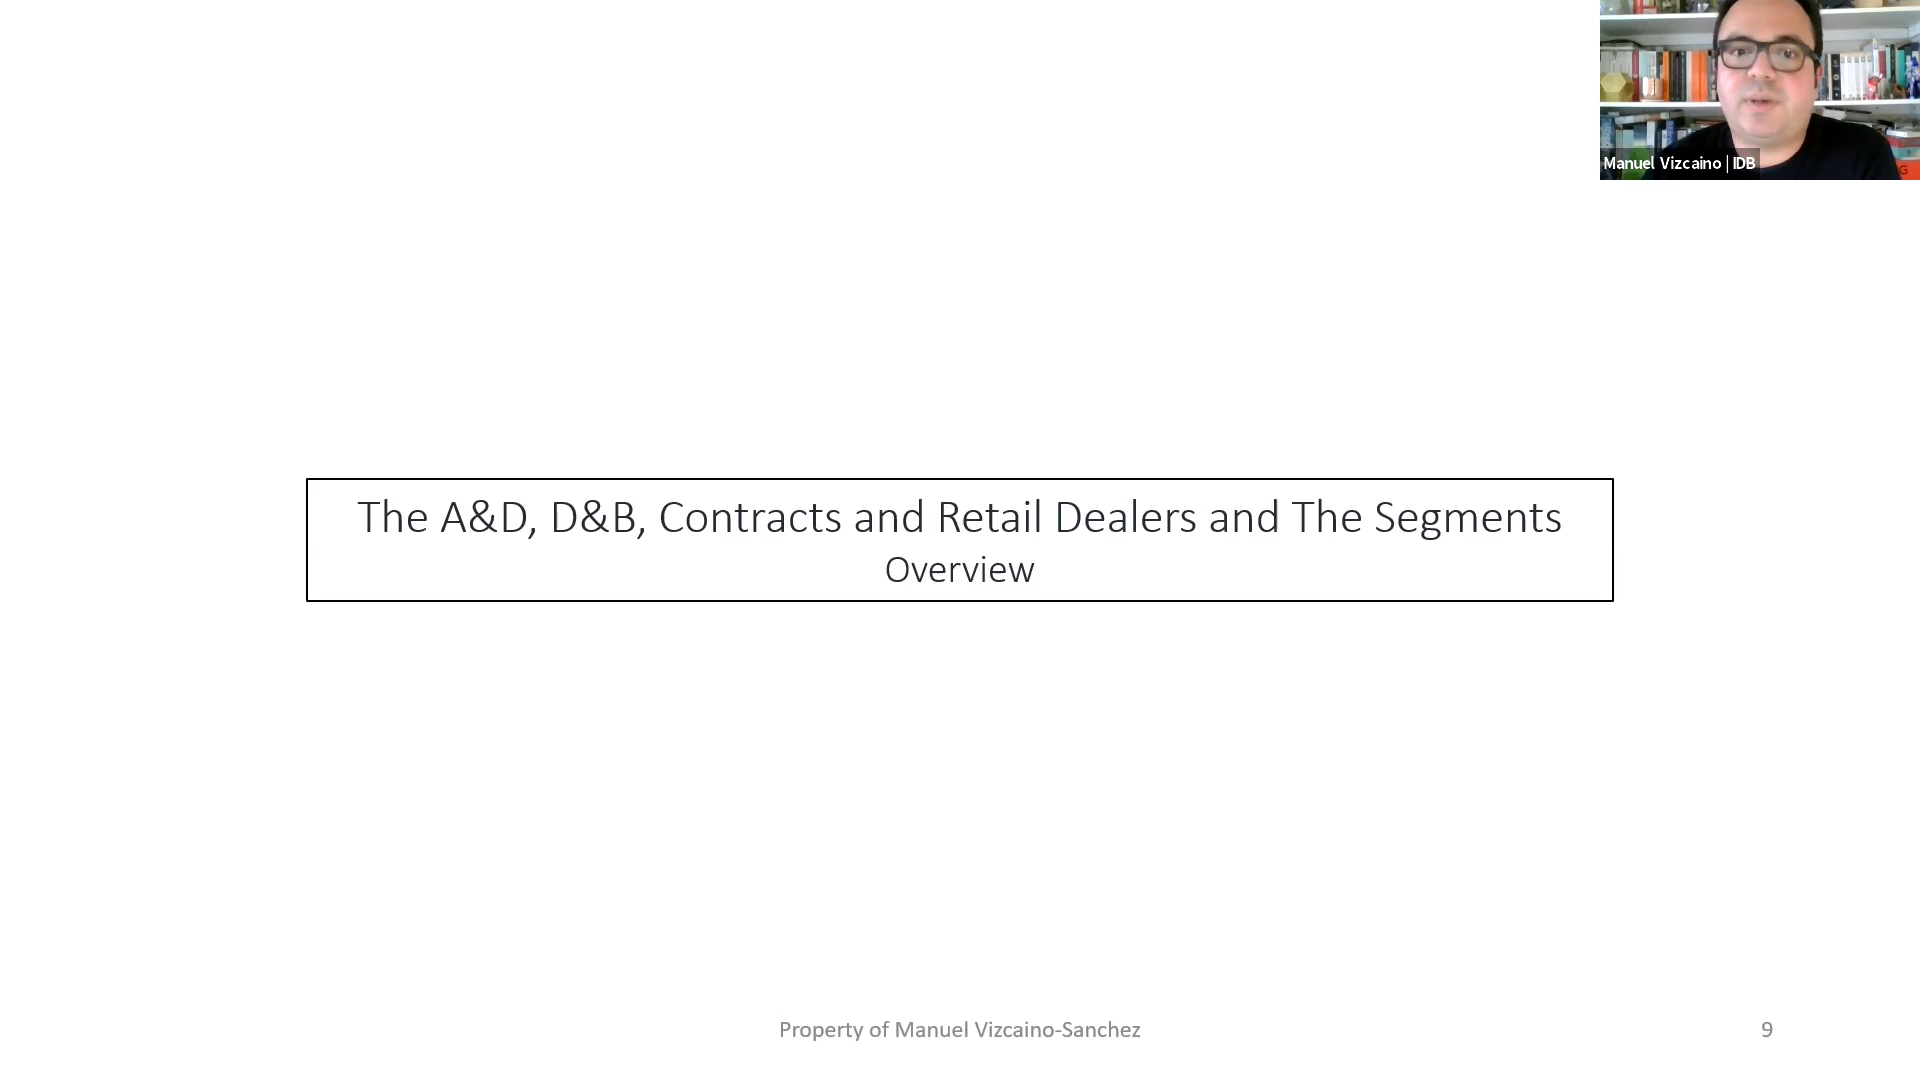 Manuel Vizcaino | IDB
The A&D, D&B, Contracts and Retail Dealers and The Segments
Overview
Property of Manuel Vizcaino-Sanchez
9